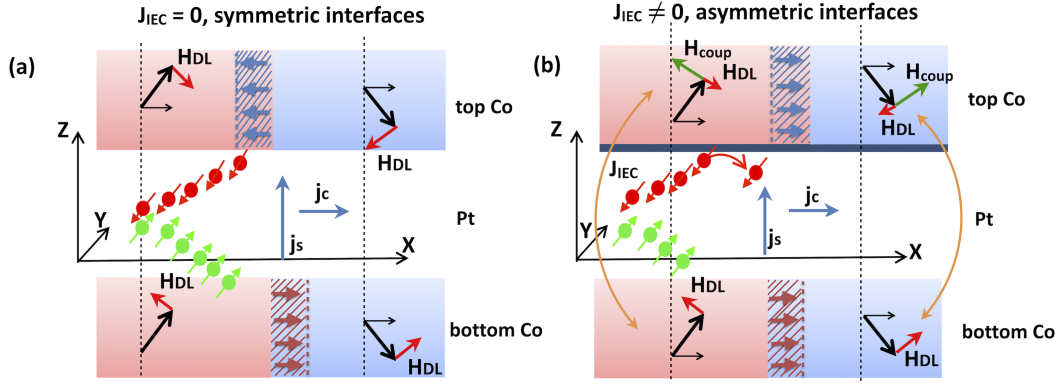 J_IEC = 0, symmetric interfaces
(a)
H_DL
H_DL
top Co
Z
Y
X
j_c
j_s
Pt
H_DL
H_DL
bottom Co
J_IEC ≠ 0, asymmetric interfaces
(b)
H_coup
H_DL
H_coup
H_DL
top Co
Z
J_IEC
Y
X
j_c
j_s
Pt
H_DL
H_DL
bottom Co